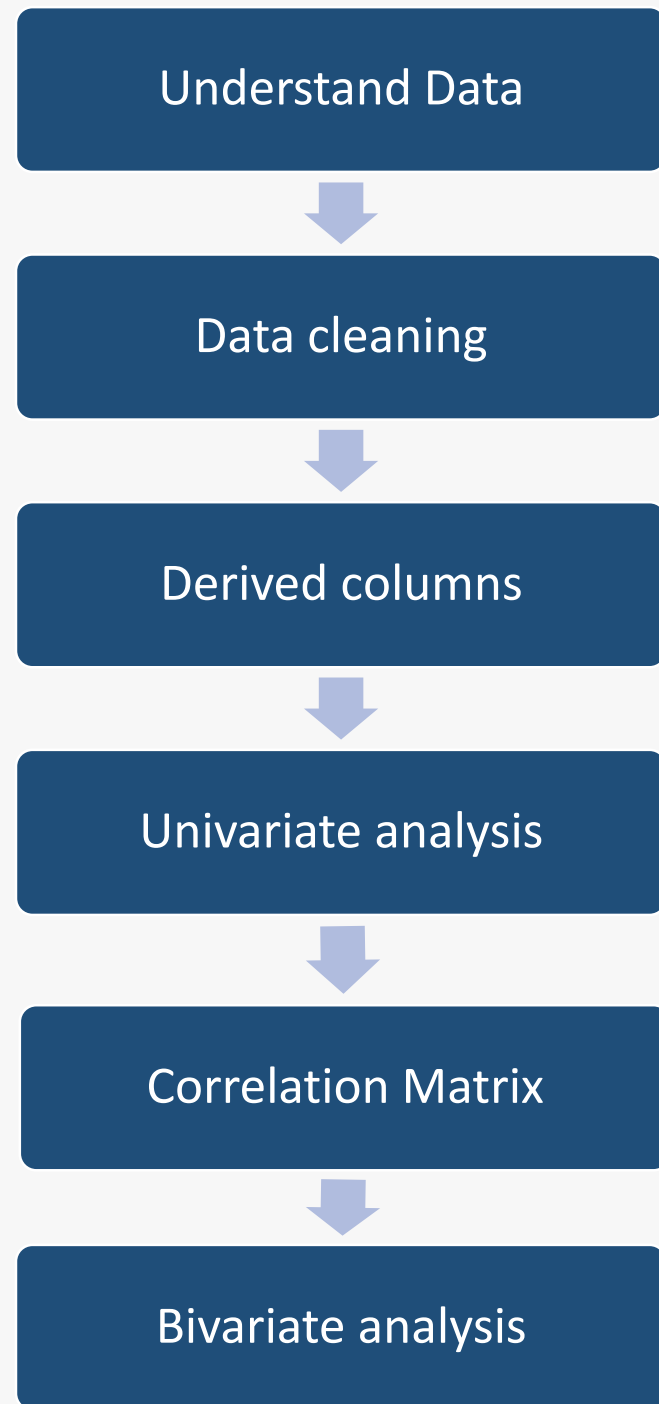 Understand Data
Data cleaning
Derived columns
Univariate analysis
Correlation Matrix
Bivariate analysis